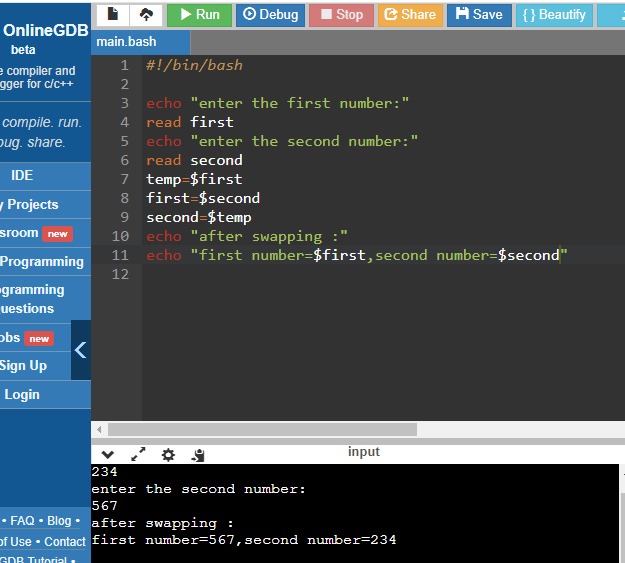 OnlineGDB
beta
e compiler and
gger for c/c++
compile. run.
bug. share.
IDE
y Projects
sroom new
Programming
ogramming
uestions
obs new
Sign Up
Login
• FAQ • Blog •
of Use • Contact
GDB Tutorial •
Run Debug Stop Share Save {} Beautify
main.bash
1 #!/bin/bash
2
3 echo "enter the first number:"
4 read first
5 echo "enter the second number:"
6 read second
7 temp=$first
8 first=$second
9 second=$temp
10 echo "after swapping :"
11 echo "first number=$first,second number=$second"
12
input
234
enter the second number:
567
after swapping :
first number=567,second number=234